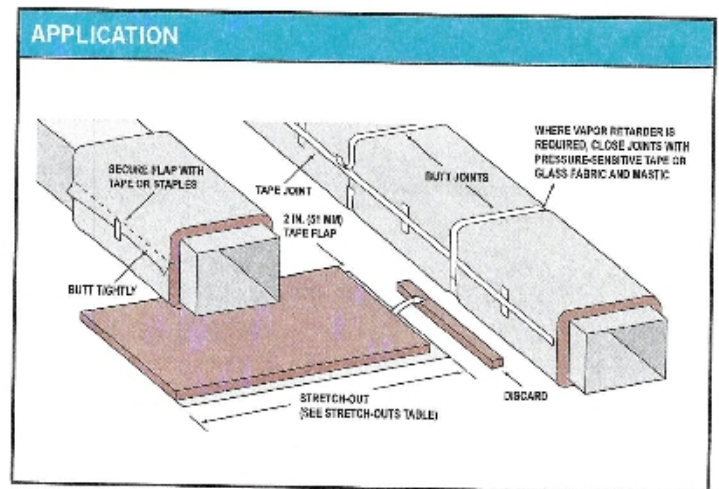 APPLICATION
SECURE FLAP WITH
TAPE OR STAPLES
BUTT TIGHTLY
TAPE JOINT
2 IN. (51 MM)
TAPE FLAP
BUTT JOINTS
WHERE VAPOR RETARDER IS
REQUIRED, CLOSE JOINTS WITH
PRESSURE-SENSITIVE TAPE OR
GLASS FABRIC AND MASTIC
STRETCH-OUT
(SEE STRETCH-OUTS TABLE)
DISCARD